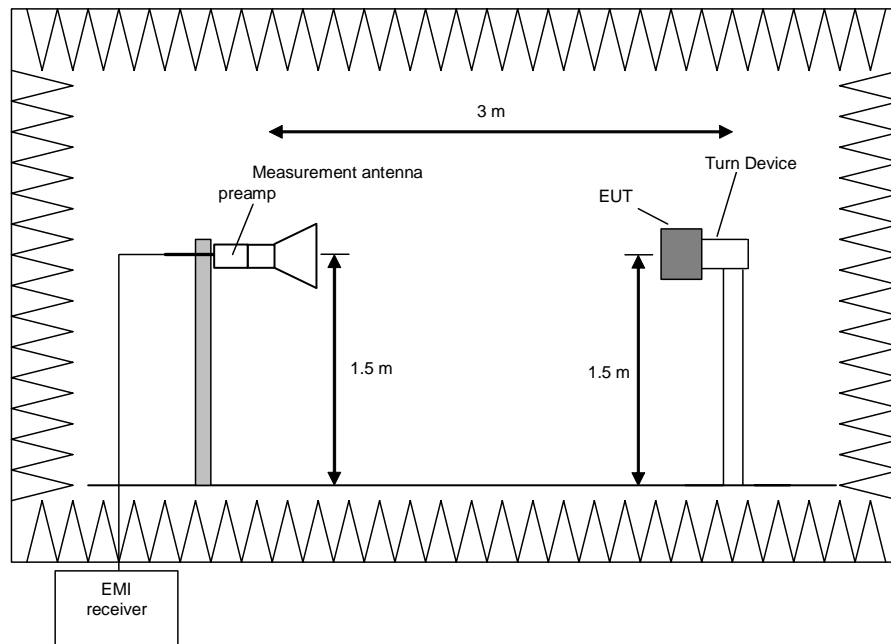 3 m
Measurement antenna
preamp
Turn Device
EUT
1.5 m
1.5 m
EMI
receiver